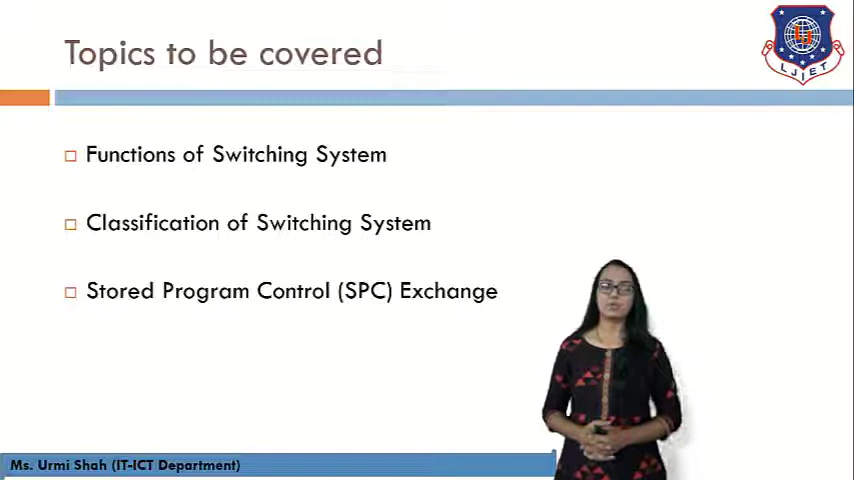 Topics to be covered
LJIET
Functions of Switching System
Classification of Switching System
Stored Program Control (SPC) Exchange
Ms. Urmi Shah (IT-ICT Department)